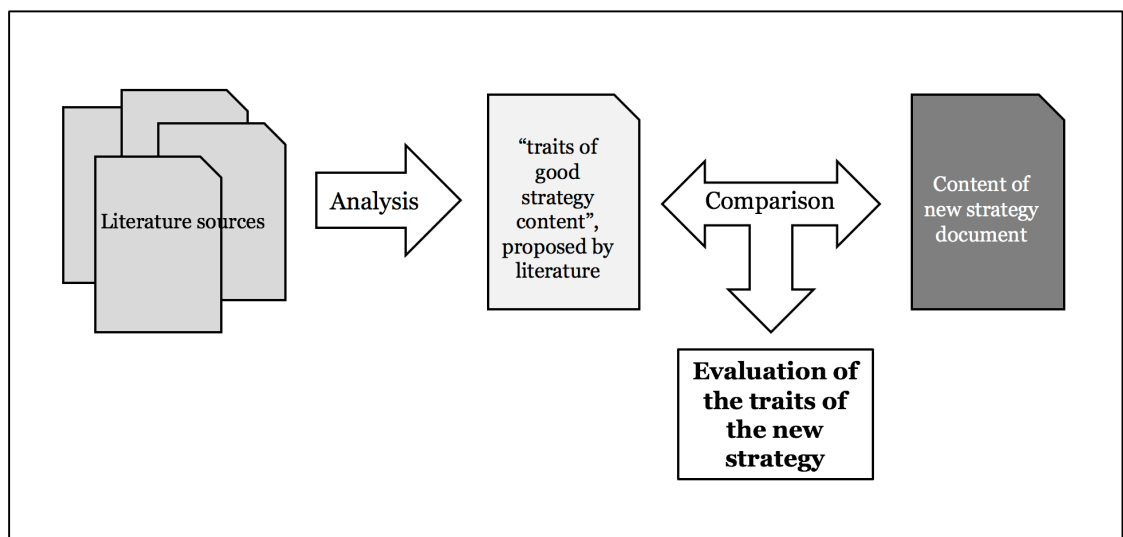 Literature sources
Analysis
“traits of
good
strategy
content”,
proposed by
literature
Comparison
Content of
new strategy
document
Evaluation of
the traits of
the new
strategy